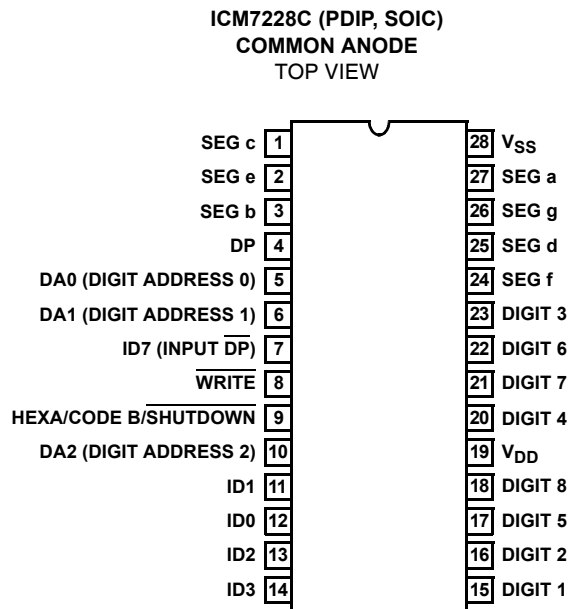 ICM7228C (PDIP, SOIC)
COMMON ANODE
TOP VIEW
SEG c 1 28 VSS
SEG e 2 27 SEG a
SEG b 3 26 SEG g
DP 4 25 SEG d
DA0 (DIGIT ADDRESS 0) 5 24 SEG f
DA1 (DIGIT ADDRESS 1) 6 23 DIGIT 3
ID7 (INPUT D̅P̅) 7 22 DIGIT 6
W̅R̅I̅T̅E̅ 8 21 DIGIT 7
HEXA/CODE B/S̅H̅U̅T̅D̅O̅W̅N̅ 9 20 DIGIT 4
DA2 (DIGIT ADDRESS 2) 10 19 VDD
ID1 11 18 DIGIT 8
ID0 12 17 DIGIT 5
ID2 13 16 DIGIT 2
ID3 14 15 DIGIT 1